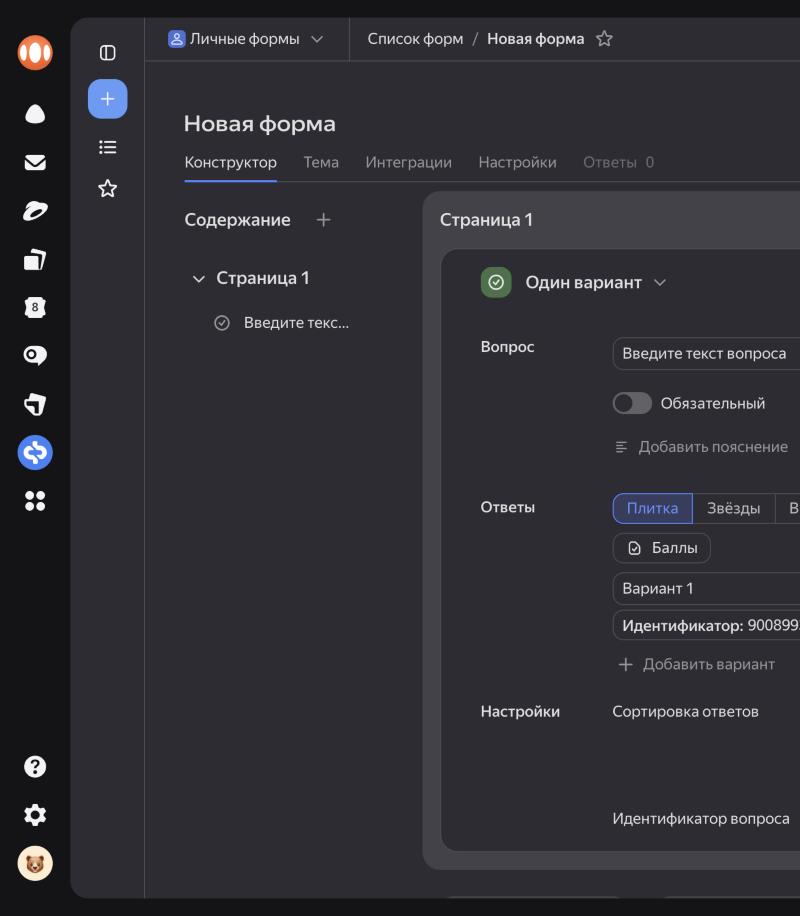 Личные формы
Список форм / Новая форма
Новая форма
Конструктор Тема Интеграции Настройки Ответы 0
Содержание
Страница 1
Страница 1
Введите текс...
Один вариант
Вопрос
Введите текст вопроса
Обязательный
Добавить пояснение
Ответы
Плитка Звёзды В
Баллы
Вариант 1
Идентификатор: 900899
Добавить вариант
Настройки
Сортировка ответов
Идентификатор вопроса
8